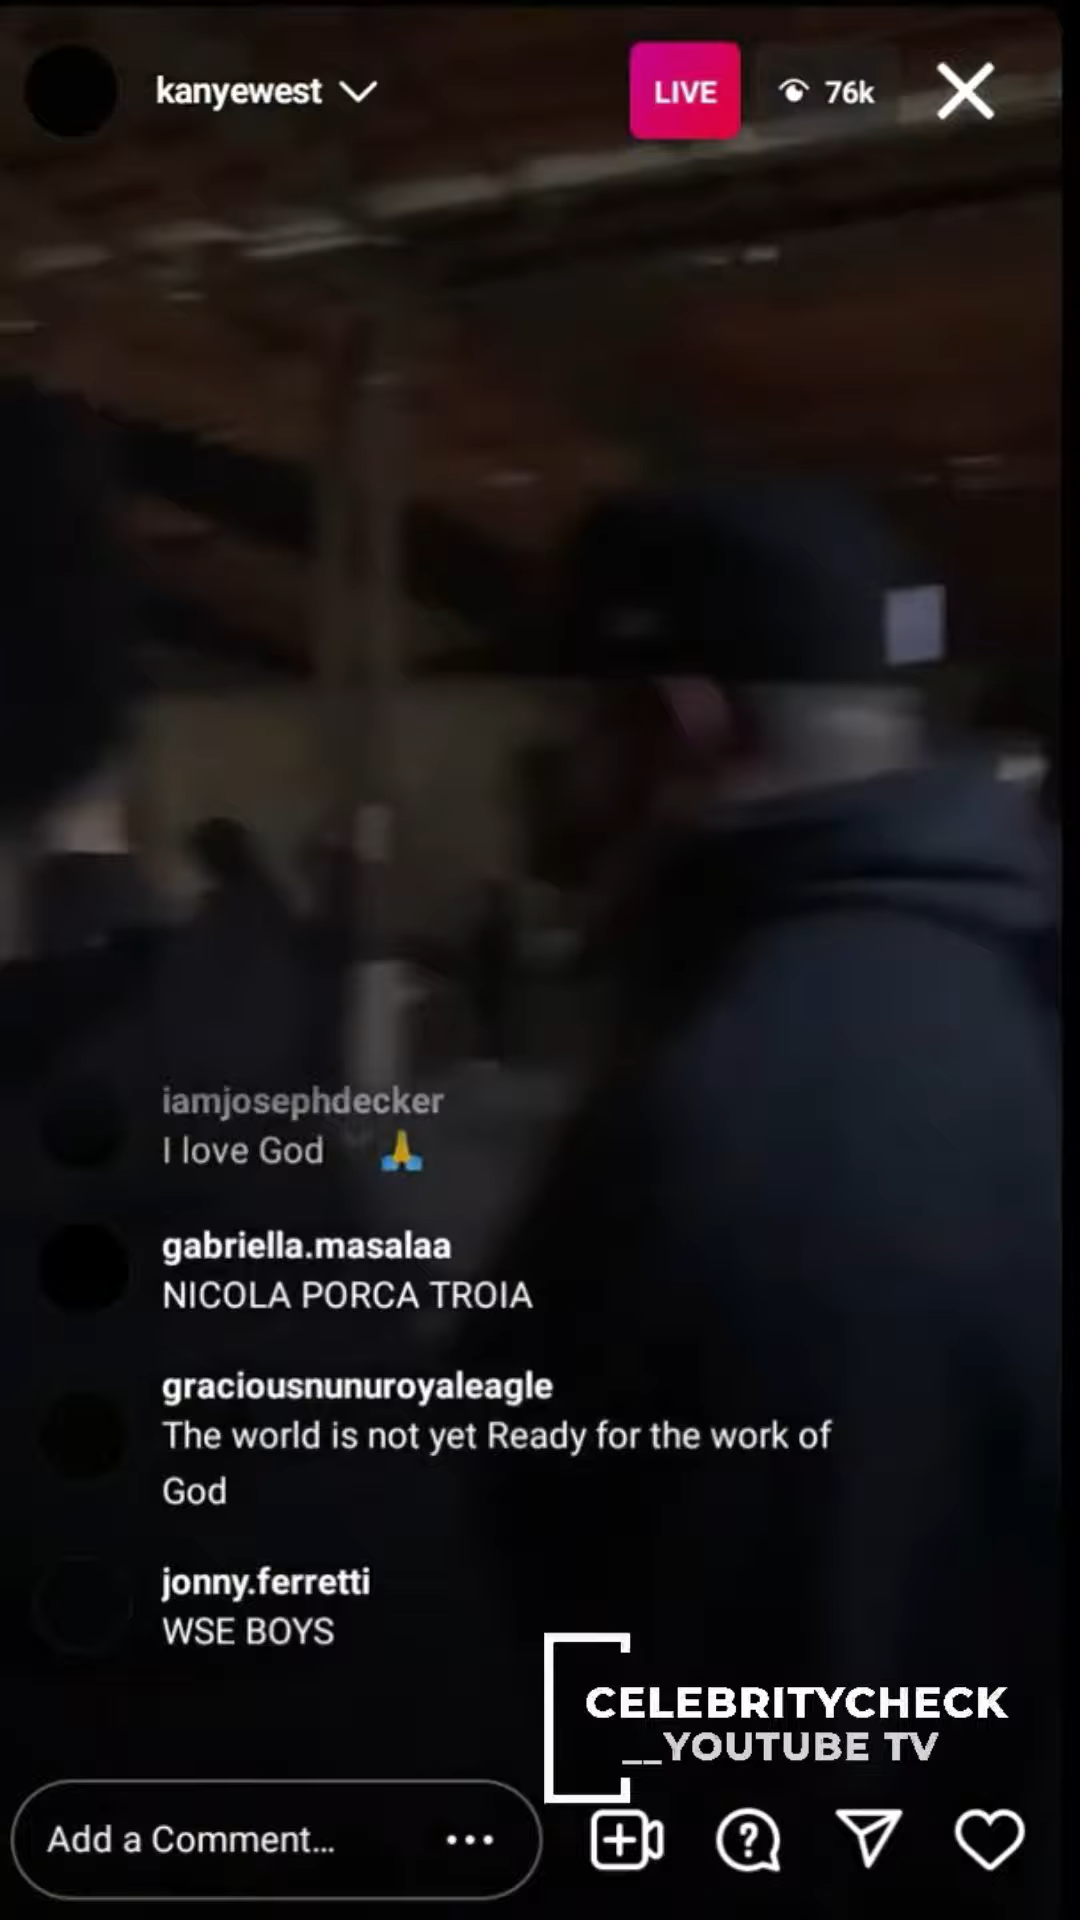 kanyewest
LIVE
76k
iamjosephdecker
I love God 🙏
gabriella.masalaa
NICOLA PORCA TROIA
graciousnunuroyaleagle
The world is not yet Ready for the work of
God
jonny.ferretti
WSE BOYS
CELEBRITYCHECK
__YOUTUBE TV
Add a Comment...